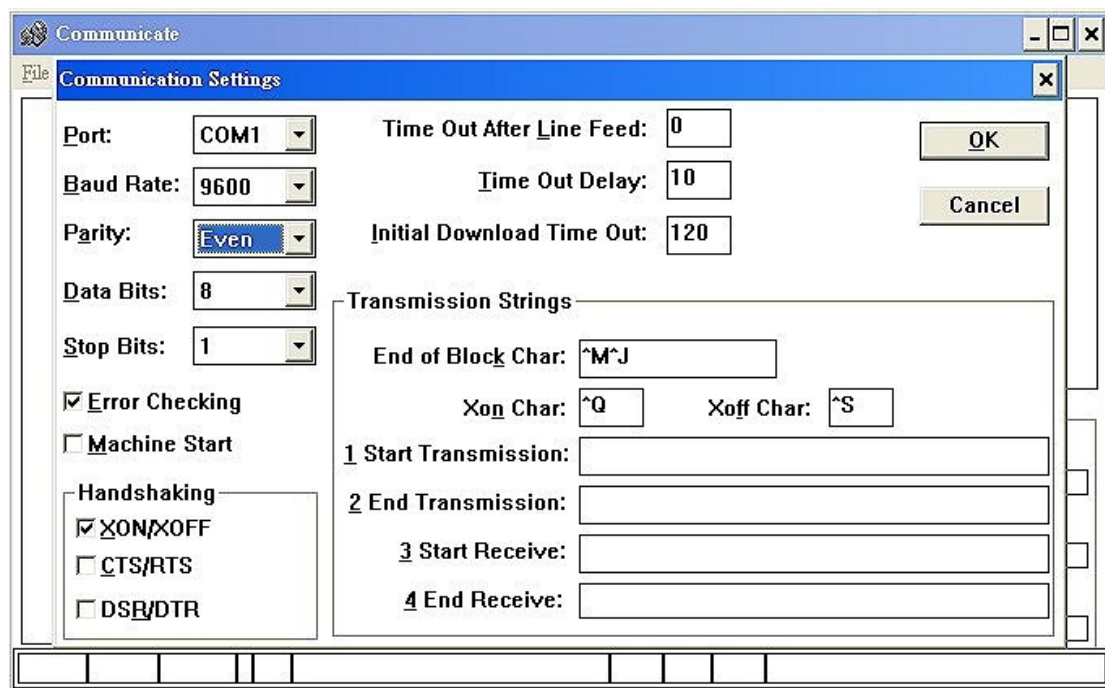 Communicate
File
Communication Settings
Port: COM1
Baud Rate: 9600
Parity: Even
Data Bits: 8
Stop Bits: 1
Error Checking
Machine Start
Handshaking
XON/XOFF
CTS/RTS
DSR/DTR
Time Out After Line Feed: 0
Time Out Delay: 10
Initial Download Time Out: 120
OK
Cancel
Transmission Strings
End of Block Char: ^M^J
Xon Char: ^Q Xoff Char: ^S
1 Start Transmission:
2 End Transmission:
3 Start Receive:
4 End Receive: